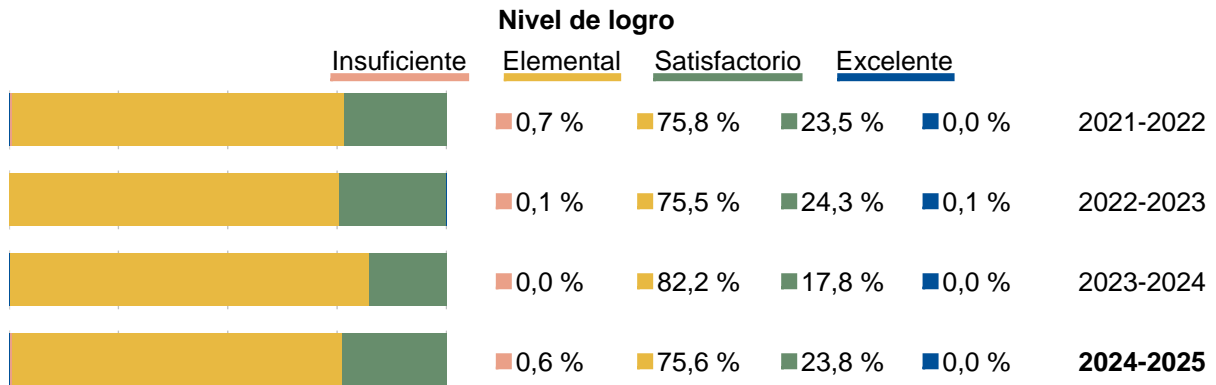 Nivel de logro
Insuficiente Elemental Satisfactorio Excelente
0,7 % 75,8 % 23,5 % 0,0 % 2021-2022
0,1 % 75,5 % 24,3 % 0,1 % 2022-2023
0,0 % 82,2 % 17,8 % 0,0 % 2023-2024
0,6 % 75,6 % 23,8 % 0,0 % 2024-2025